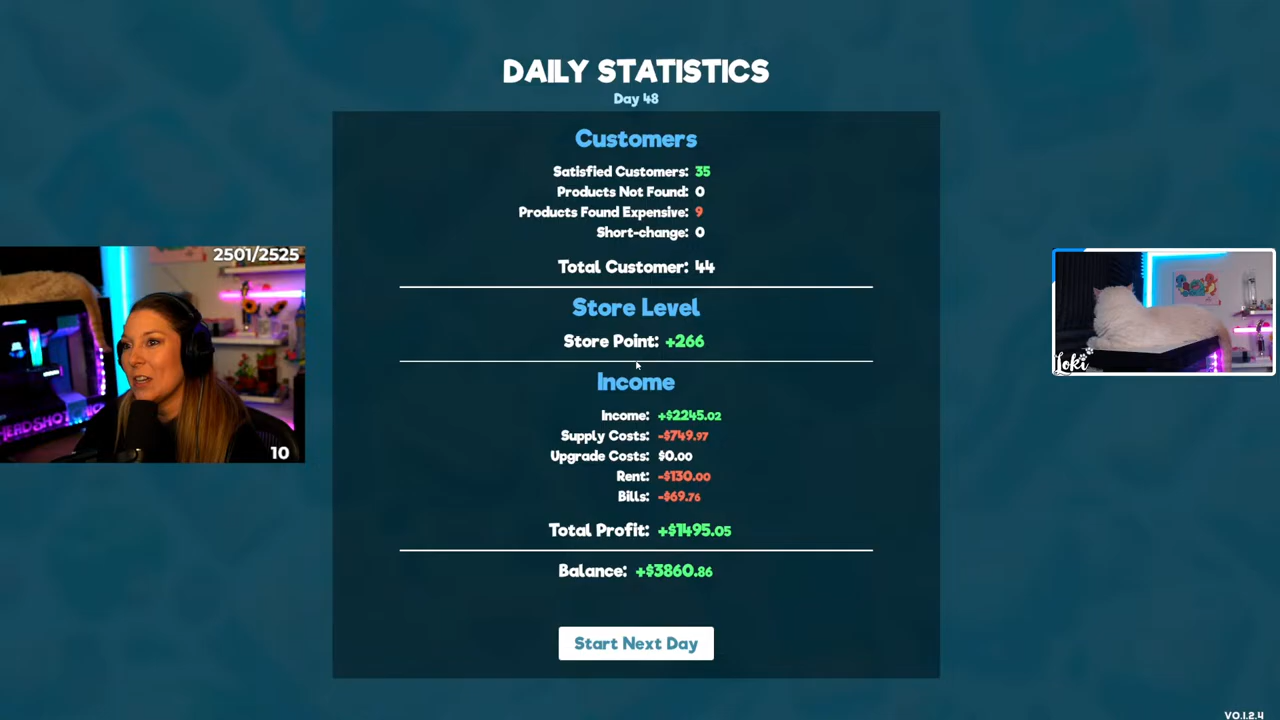 DAILY STATISTICS
Day 48
Customers
Satisfied Customers: 35
Products Not Found: 0
Products Found Expensive: 9
Short-change: 0
Total Customer: 44
Store Level
Store Point: +266
Income
Income: +$2245.02
Supply Costs: -$749.97
Upgrade Costs: $0.00
Rent: -$130.00
Bills: -$69.76
Total Profit: +$1495.05
Balance: +$3860.86
Start Next Day
2501/2525
HEADSHOT
10
Loki
V0.1.2.4